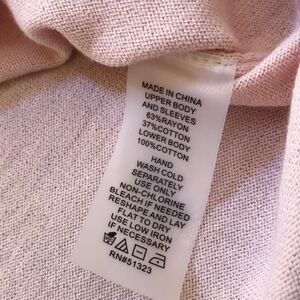 MADE IN CHINA
UPPER BODY
AND SLEEVES
63%RAYON
37%COTTON
LOWER BODY
100%COTTON
HAND
WASH COLD
SEPARATELY
USE ONLY
NON-CHLORINE
BLEACH IF NEEDED
RESHAPE AND LAY
FLAT TO DRY
USE LOW IRON
IF NECESSARY
RN#51323